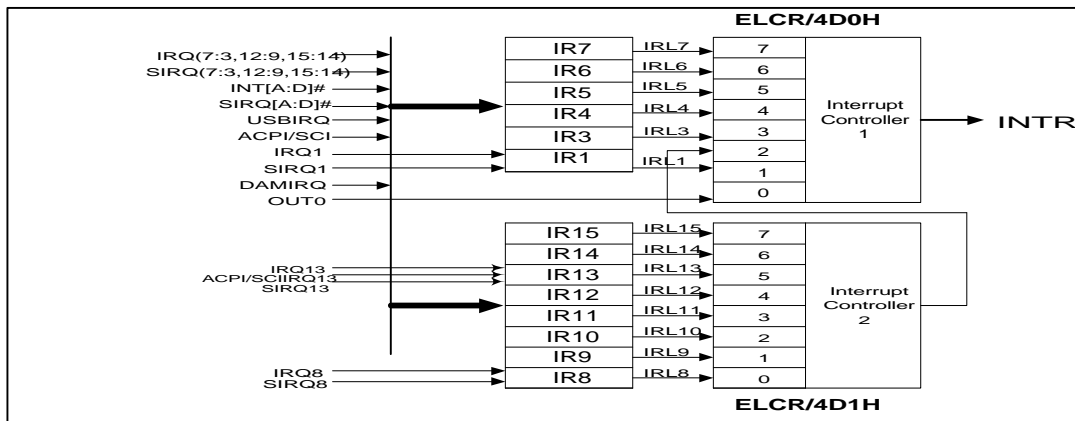 ELCR/4D0H
IRQ(7:3,12:9,15:14)
SIRQ(7:3,12:9,15:14)
INT[A:D]#
SIRQ[A:D]#
USBIRQ
ACPI/SCI
IRQ1
SIRQ1
DAMIRQ
OUT0
IR7
IR6
IR5
IR4
IR3
IR1
IRL7
IRL6
IRL5
IRL4
IRL3
IRL1
7
6
5
4
3
2
1
0
Interrupt
Controller
1
INTR
IRQ13
ACPI/SCIIRQ13
SIRQ13
IRQ8
SIRQ8
IR15
IR14
IR13
IR12
IR11
IR10
IR9
IR8
IRL15
IRL14
IRL13
IRL12
IRL11
IRL10
IRL9
IRL8
7
6
5
4
3
2
1
0
Interrupt
Controller
2
ELCR/4D1H